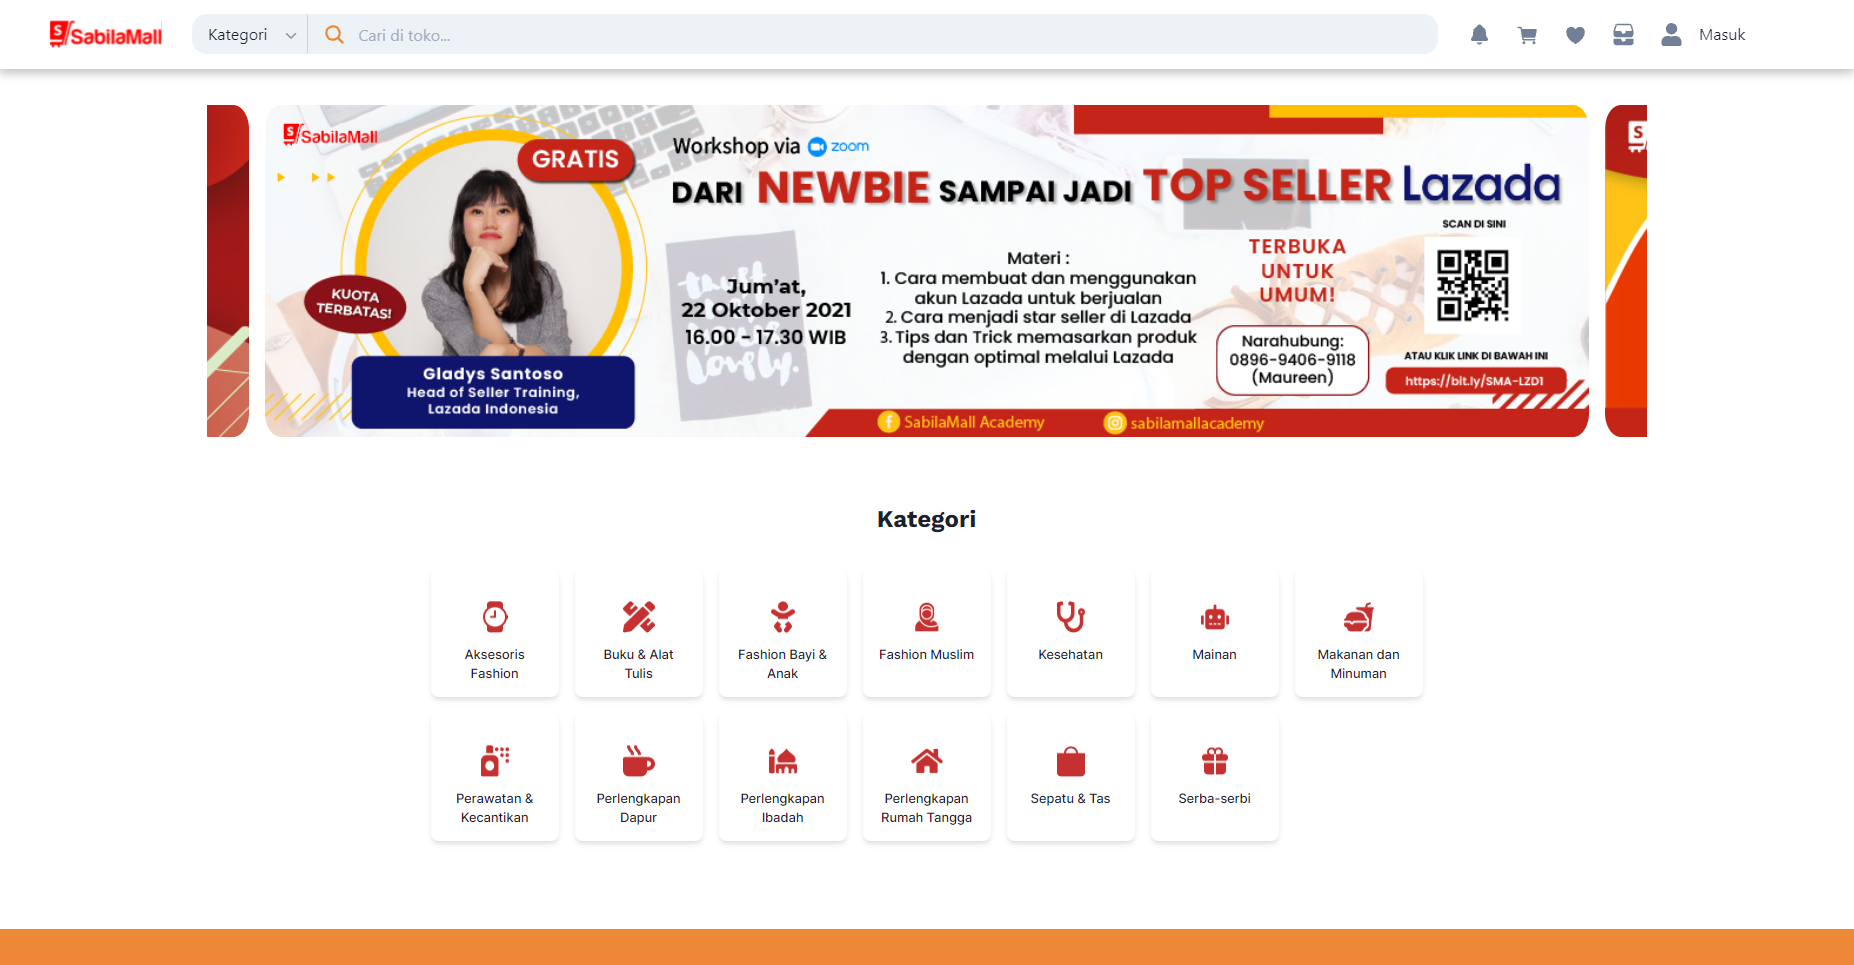 SabilaMall
Kategori
Cari di toko...
Masuk
SabilaMall
GRATIS
KUOTA
TERBATAS!
Gladys Santoso
Head of Seller Training,
Lazada Indonesia
Workshop via zoom
DARI NEWBIE SAMPAI JADI TOP SELLER Lazada
Jum'at,
22 Oktober 2021
16.00 - 17.30 WIB
Materi :
1. Cara membuat dan menggunakan
akun Lazada untuk berjualan
2. Cara menjadi star seller di Lazada
3. Tips dan Trick memasarkan produk
dengan optimal melalui Lazada
TERBUKA
UNTUK
UMUM!
Narahubung:
0896-9406-9118
(Maureen)
SCAN DI SINI
ATAU KLIK LINK DI BAWAH INI
https://bit.ly/SMA-LZD1
SabilaMall Academy
sabilamallacademy
Kategori
Aksesoris
Fashion
Buku & Alat
Tulis
Fashion Bayi &
Anak
Fashion Muslim
Kesehatan
Mainan
Makanan dan
Minuman
Perawatan &
Kecantikan
Perlengkapan
Dapur
Perlengkapan
Ibadah
Perlengkapan
Rumah Tangga
Sepatu & Tas
Serba-serbi